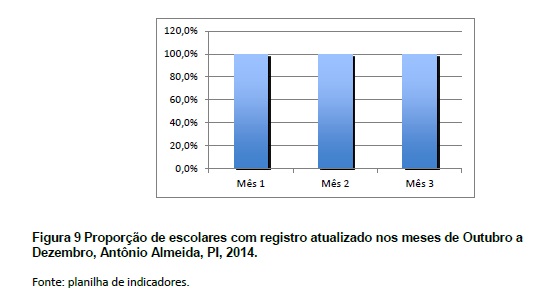 120,0%
100,0%
80,0%
60,0%
40,0%
20,0%
0,0%
Mês 1 Mês 2 Mês 3
Figura 9 Proporção de escolares com registro atualizado nos meses de Outubro a
Dezembro, Antônio Almeida, PI, 2014.
Fonte: planilha de indicadores.